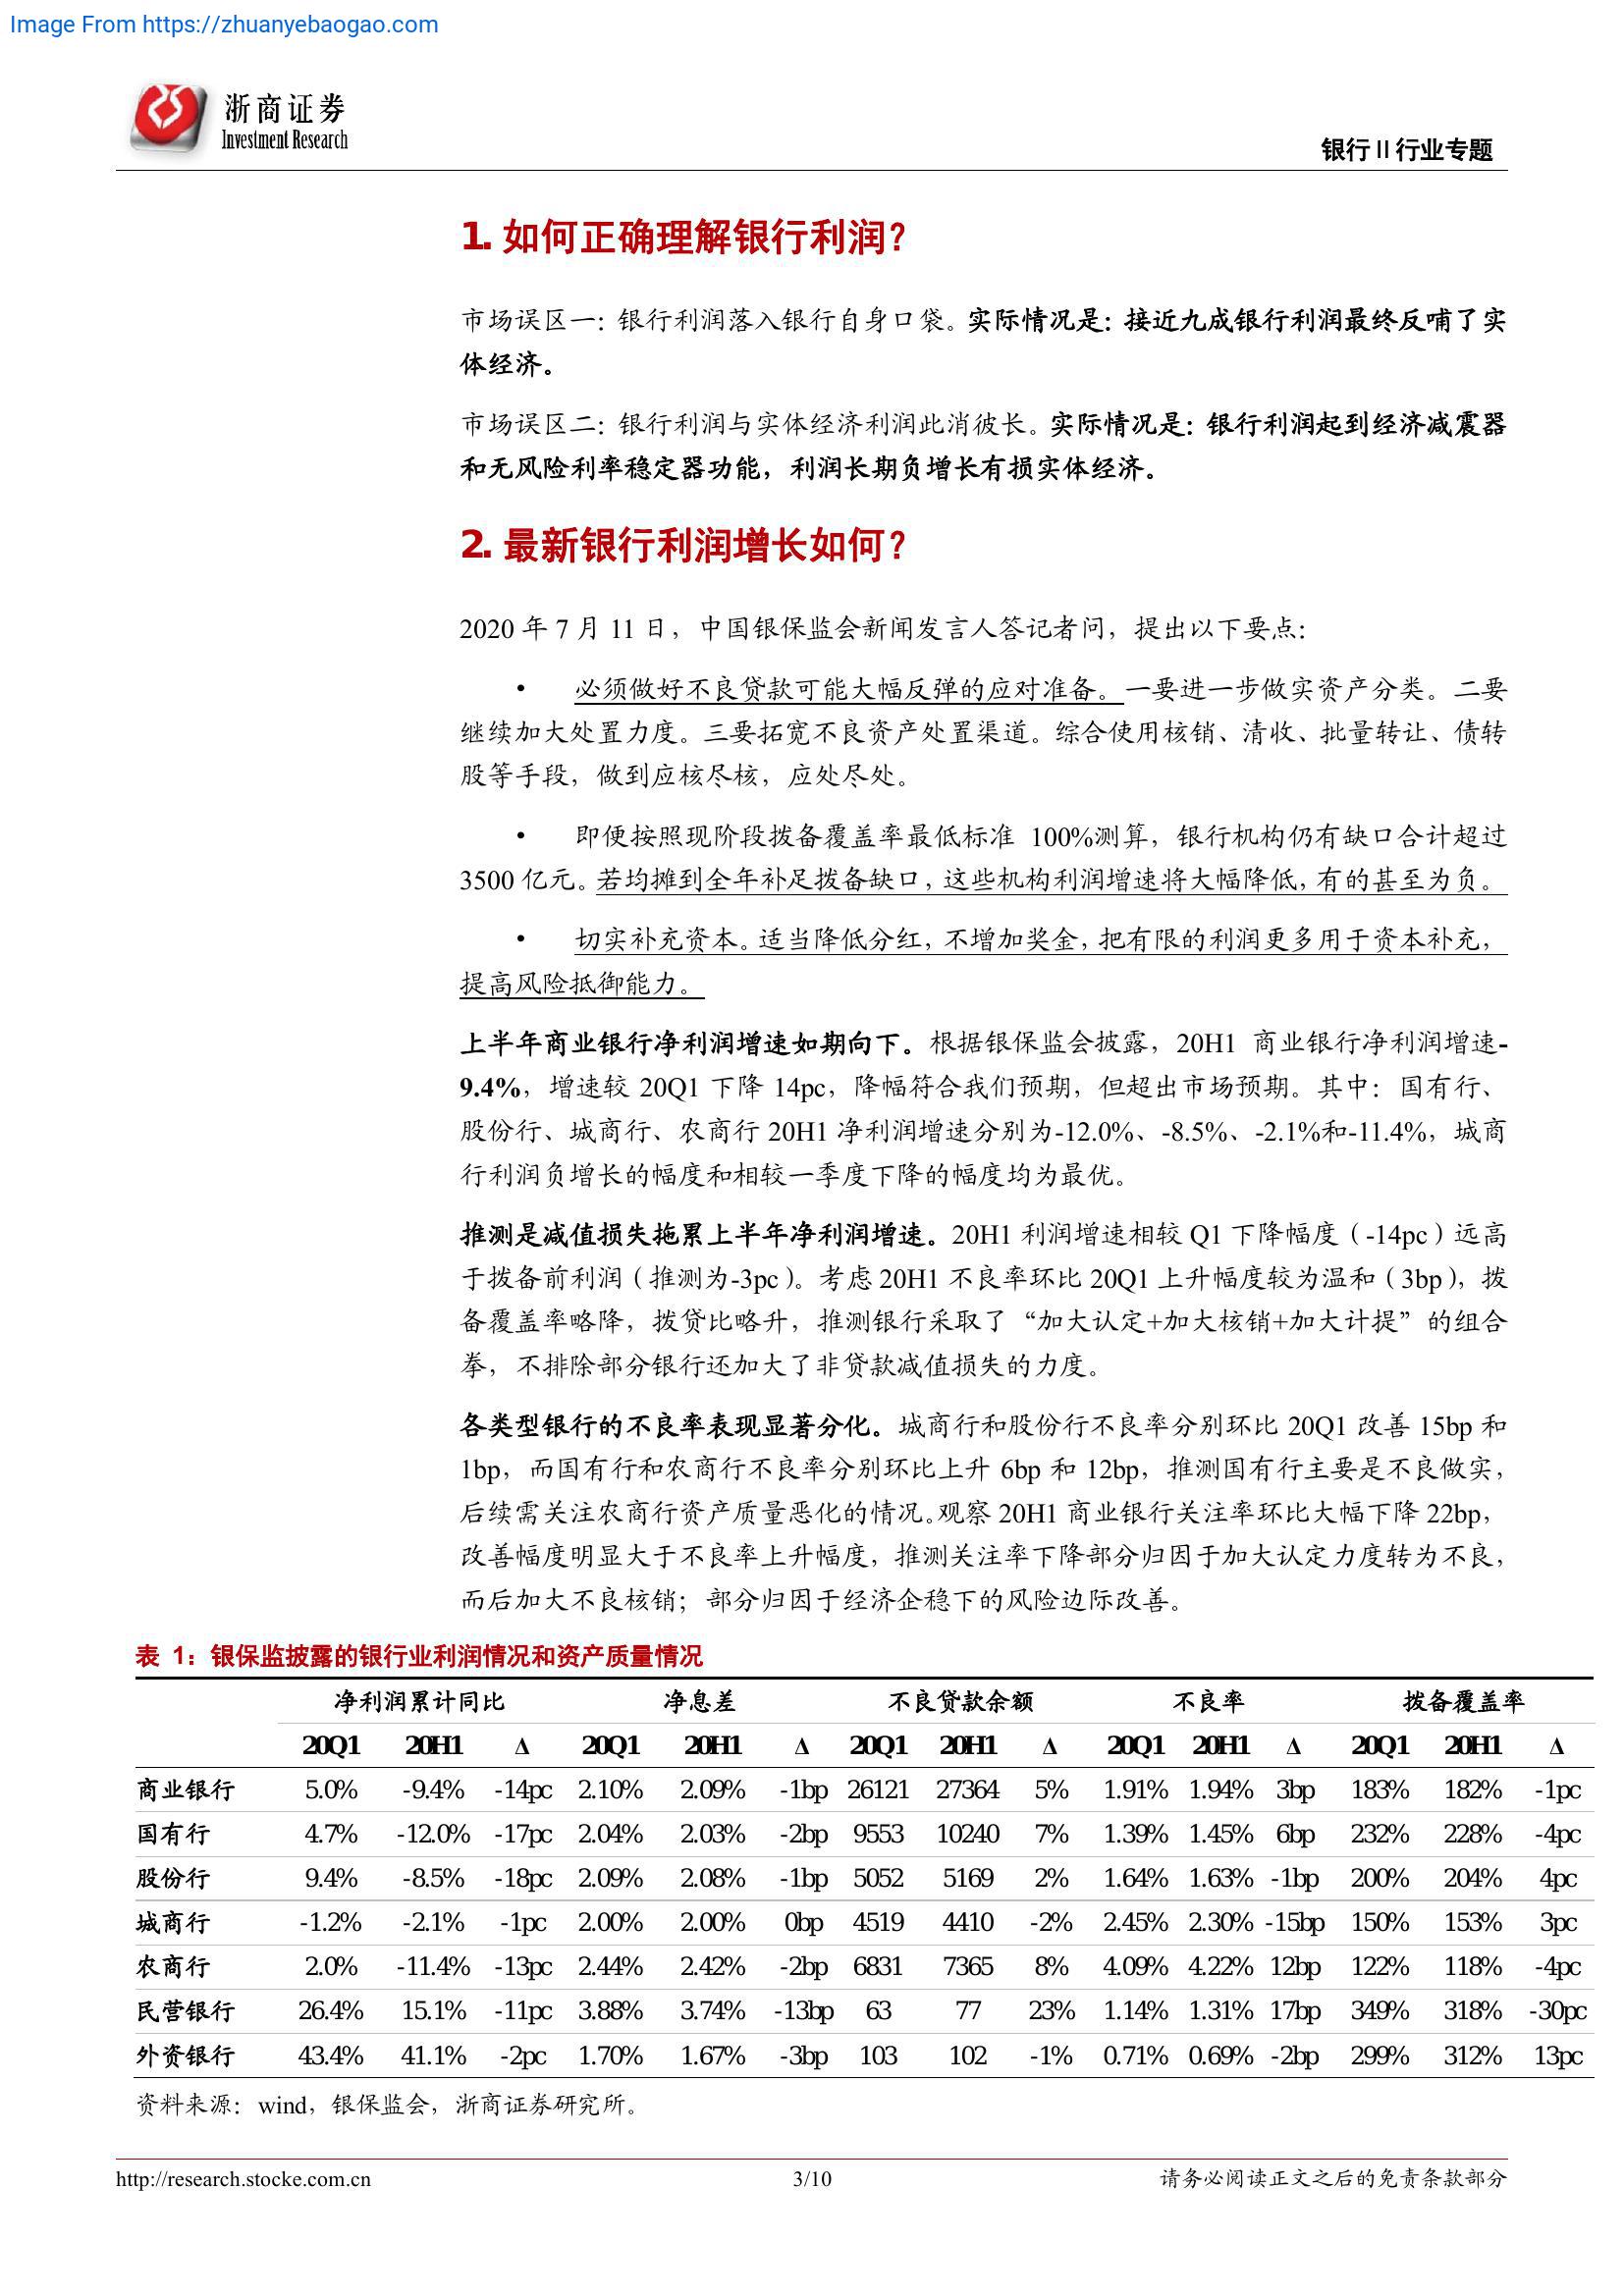 Image From https://zhuanyebaogao.com
浙商证券
Investment Research
银行 II 行业专题
1. 如何正确理解银行利润？
市场误区一：银行利润落入银行自身口袋。实际情况是：接近九成银行利润最终反哺了实
体经济。
市场误区二：银行利润与实体经济利润此消彼长。实际情况是：银行利润起到经济减震器
和无风险利率稳定器功能，利润长期负增长有损实体经济。
2. 最新银行利润增长如何？
2020 年 7 月 11 日，中国银保监会新闻发言人答记者问，提出以下要点：
• 必须做好不良贷款可能大幅反弹的应对准备。一要进一步做实资产分类。二要
继续加大处置力度。三要拓宽不良资产处置渠道。综合使用核销、清收、批量转让、债转
股等手段，做到应核尽核，应处尽处。
• 即便按照现阶段拨备覆盖率最低标准 100%测算，银行机构仍有缺口合计超过
3500 亿元。若均摊到全年补足拨备缺口，这些机构利润增速将大幅降低，有的甚至为负。
• 切实补充资本。适当降低分红，不增加奖金，把有限的利润更多用于资本补充，
提高风险抵御能力。
上半年商业银行净利润增速如期向下。根据银保监会披露，20H1 商业银行净利润增速-
9.4%，增速较 20Q1 下降 14pc，降幅符合我们预期，但超出市场预期。其中：国有行、
股份行、城商行、农商行 20H1 净利润增速分别为-12.0%、-8.5%、-2.1%和-11.4%，城商
行利润负增长的幅度和相较一季度下降的幅度均为最优。
推测是减值损失拖累上半年净利润增速。20H1 利润增速相较 Q1 下降幅度（-14pc）远高
于拨备前利润（推测为-3pc）。考虑 20H1 不良率环比 20Q1 上升幅度较为温和（3bp），拨
备覆盖率略降，拨贷比略升，推测银行采取了“加大认定+加大核销+加大计提”的组合
拳，不排除部分银行还加大了非贷款减值损失的力度。
各类型银行的不良率表现显著分化。城商行和股份行不良率分别环比 20Q1 改善 15bp 和
1bp，而国有行和农商行不良率分别环比上升 6bp 和 12bp，推测国有行主要是不良做实，
后续需关注农商行资产质量恶化的情况。观察 20H1 商业银行关注率环比大幅下降 22bp，
改善幅度明显大于不良率上升幅度，推测关注率下降部分归因于加大认定力度转为不良，
而后加大不良核销；部分归因于经济企稳下的风险边际改善。
表 1：银保监披露的银行业利润情况和资产质量情况
净利润累计同比 净息差 不良贷款余额 不良率 拨备覆盖率
20Q1 20H1 Δ 20Q1 20H1 Δ 20Q1 20H1 Δ 20Q1 20H1 Δ 20Q1 20H1 Δ
商业银行 5.0% -9.4% -14pc 2.10% 2.09% -1bp 26121 27364 5% 1.91% 1.94% 3bp 183% 182% -1pc
国有行 4.7% -12.0% -17pc 2.04% 2.03% -2bp 9553 10240 7% 1.39% 1.45% 6bp 232% 228% -4pc
股份行 9.4% -8.5% -18pc 2.09% 2.08% -1bp 5052 5169 2% 1.64% 1.63% -1bp 200% 204% 4pc
城商行 -1.2% -2.1% -1pc 2.00% 2.00% 0bp 4519 4410 -2% 2.45% 2.30% -15bp 150% 153% 3pc
农商行 2.0% -11.4% -13pc 2.44% 2.42% -2bp 6831 7365 8% 4.09% 4.22% 12bp 122% 118% -4pc
民营银行 26.4% 15.1% -11pc 3.88% 3.74% -13bp 63 77 23% 1.14% 1.31% 17bp 349% 318% -30pc
外资银行 43.4% 41.1% -2pc 1.70% 1.67% -3bp 103 102 -1% 0.71% 0.69% -2bp 299% 312% 13pc
资料来源：wind，银保监会，浙商证券研究所。
http://research.stocke.com.cn 3/10 请务必阅读正文之后的免责条款部分